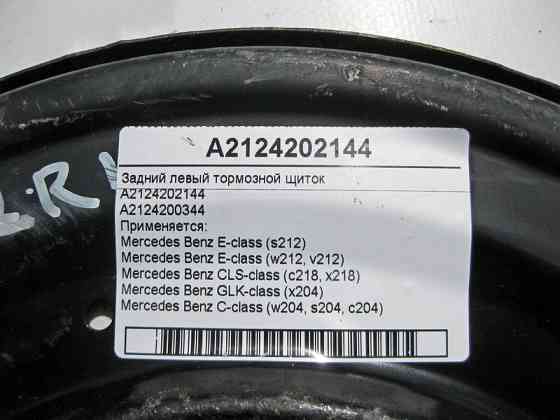 A2124202144
Задний левый тормозной щиток
A2124202144
A2124200344
Применяется:
Mercedes Benz E-class (s212)
Mercedes Benz E-class (w212, v212)
Mercedes Benz CLS-class (c218, x218)
Mercedes Benz GLK-class (x204)
Mercedes Benz C-class (w204, s204, c204)